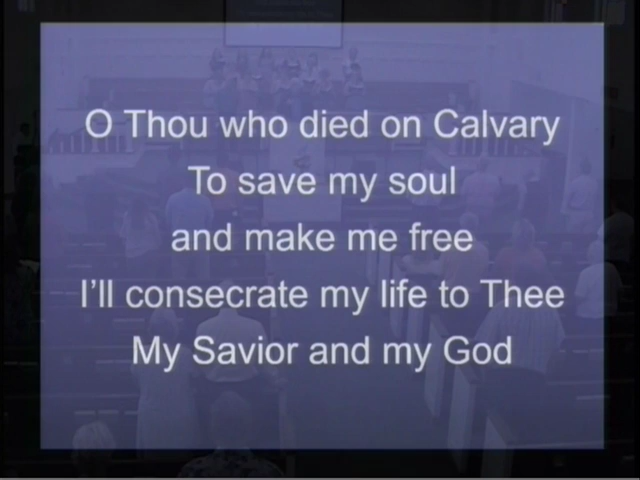 O Thou who died on Calvary
To save my soul
and make me free
I'll consecrate my life to Thee
My Savior and my God